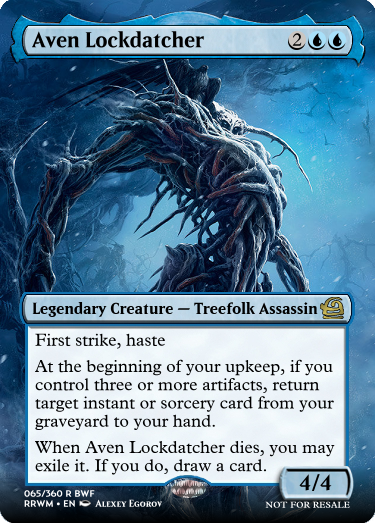 Aven Lockdatcher 2
Legendary Creature — Treefolk Assassin
First strike, haste
At the beginning of your upkeep, if you
control three or more artifacts, return
target instant or sorcery card from your
graveyard to your hand.
When Aven Lockdatcher dies, you may
exile it. If you do, draw a card.
4/4
065/360 R BWF
RRWM • EN Alexey Egorov
NOT FOR RESALE